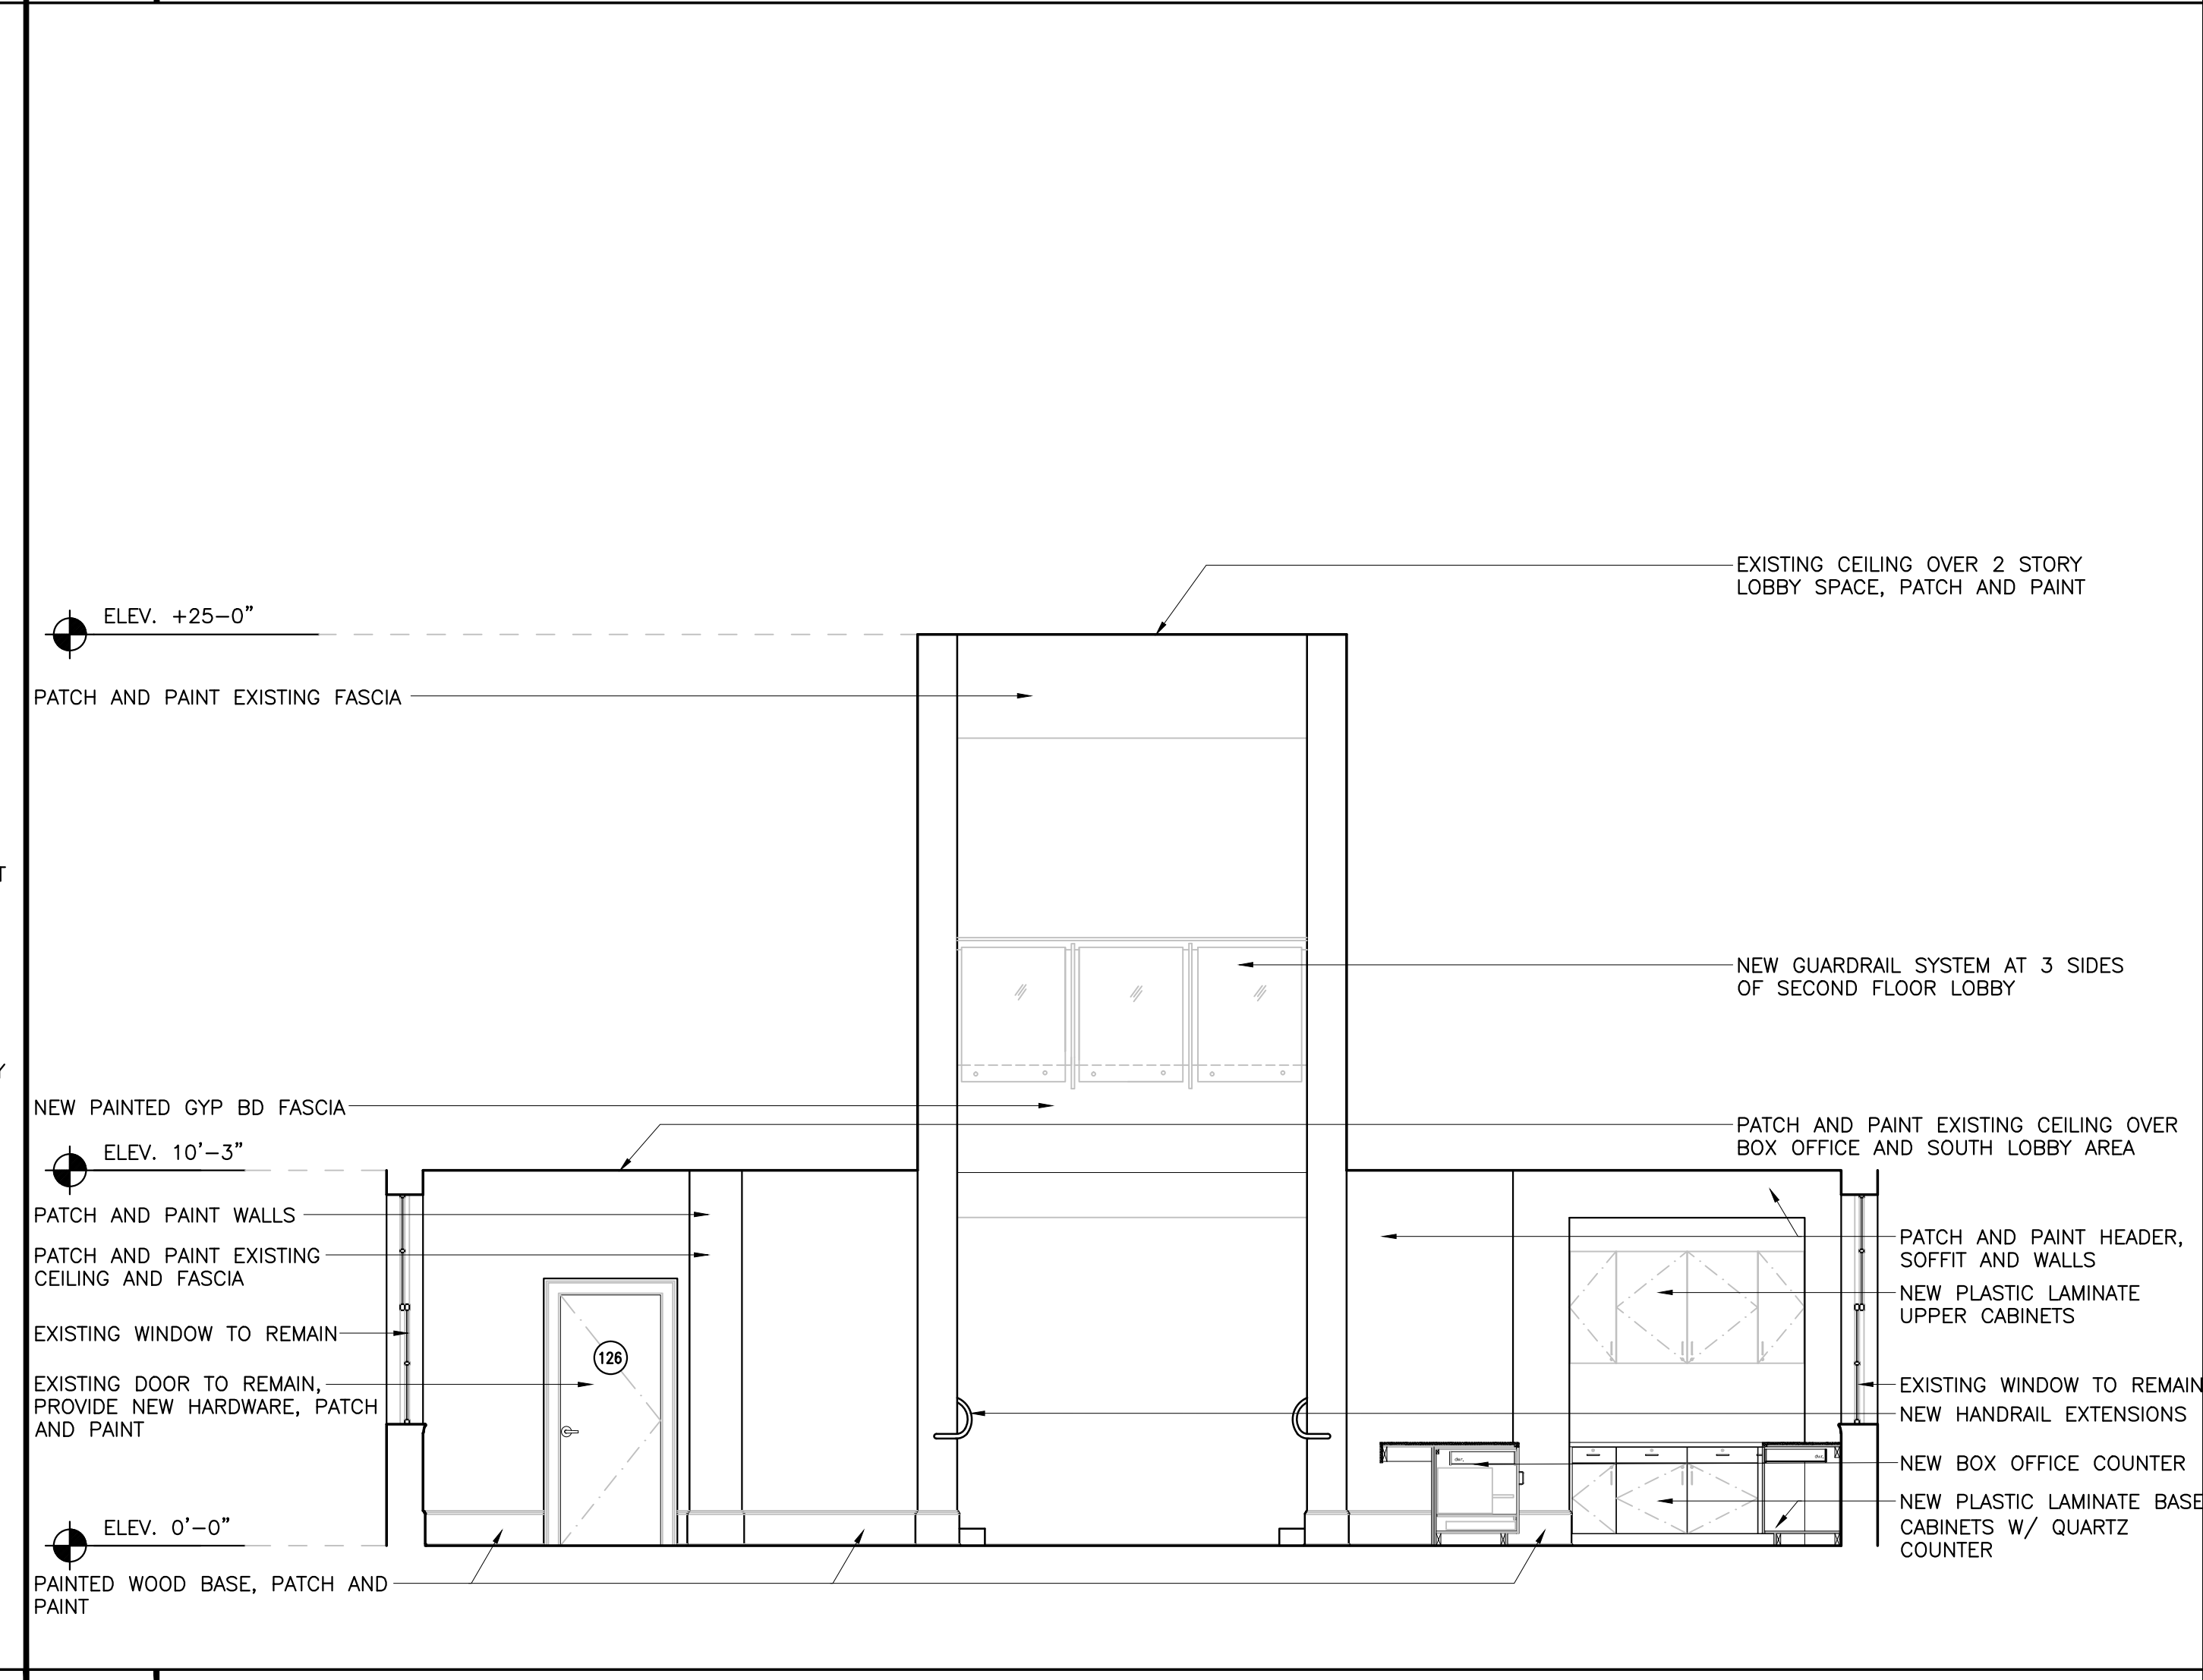 EXISTING CEILING OVER 2 STORY
LOBBY SPACE, PATCH AND PAINT
ELEV. +25-0"
PATCH AND PAINT EXISTING FASCIA
T
NEW GUARDRAIL SYSTEM AT 3 SIDES
OF SECOND FLOOR LOBBY
Y
NEW PAINTED GYP BD FASCIA
PATCH AND PAINT EXISTING CEILING OVER
BOX OFFICE AND SOUTH LOBBY AREA
ELEV. 10'-3"
PATCH AND PAINT WALLS
PATCH AND PAINT EXISTING
CEILING AND FASCIA
EXISTING WINDOW TO REMAIN
126
EXISTING DOOR TO REMAIN,
PROVIDE NEW HARDWARE, PATCH
AND PAINT
PATCH AND PAINT HEADER,
SOFFIT AND WALLS
NEW PLASTIC LAMINATE
UPPER CABINETS
EXISTING WINDOW TO REMAIN
NEW HANDRAIL EXTENSIONS
NEW BOX OFFICE COUNTER
NEW PLASTIC LAMINATE BASE
CABINETS W/ QUARTZ
COUNTER
ELEV. 0'-0"
PAINTED WOOD BASE, PATCH AND
PAINT